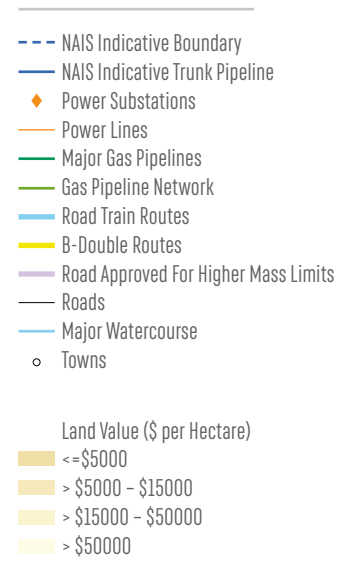 NAIS Indicative Boundary
NAIS Indicative Trunk Pipeline
Power Substations
Power Lines
Major Gas Pipelines
Gas Pipeline Network
Road Train Routes
B-Double Routes
Road Approved For Higher Mass Limits
Roads
Major Watercourse
Towns
Land Value ($ per Hectare)
<=$5000
> $5000 – $15000
> $15000 – $50000
> $50000